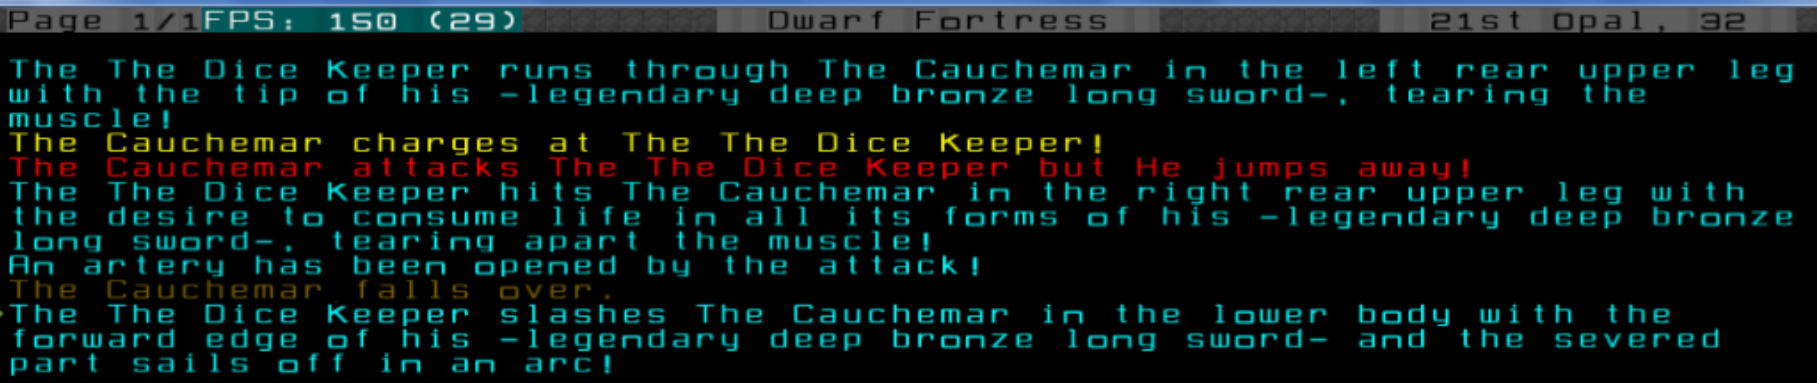 Page 1/1 FPS: 150 (29) Dwarf Fortress 21st Opal, 32
The The Dice Keeper runs through The Cauchemar in the left rear upper leg
with the tip of his -legendary deep bronze long sword-, tearing the
muscle!
The Cauchemar charges at The The Dice Keeper!
The Cauchemar attacks The The Dice Keeper but He jumps away!
The The Dice Keeper hits The Cauchemar in the right rear upper leg with
the desire to consume life in all its forms of his -legendary deep bronze
long sword-, tearing apart the muscle!
An artery has been opened by the attack!
The Cauchemar falls over.
The The Dice Keeper slashes The Cauchemar in the lower body with the
forward edge of his -legendary deep bronze long sword- and the severed
part sails off in an arc!